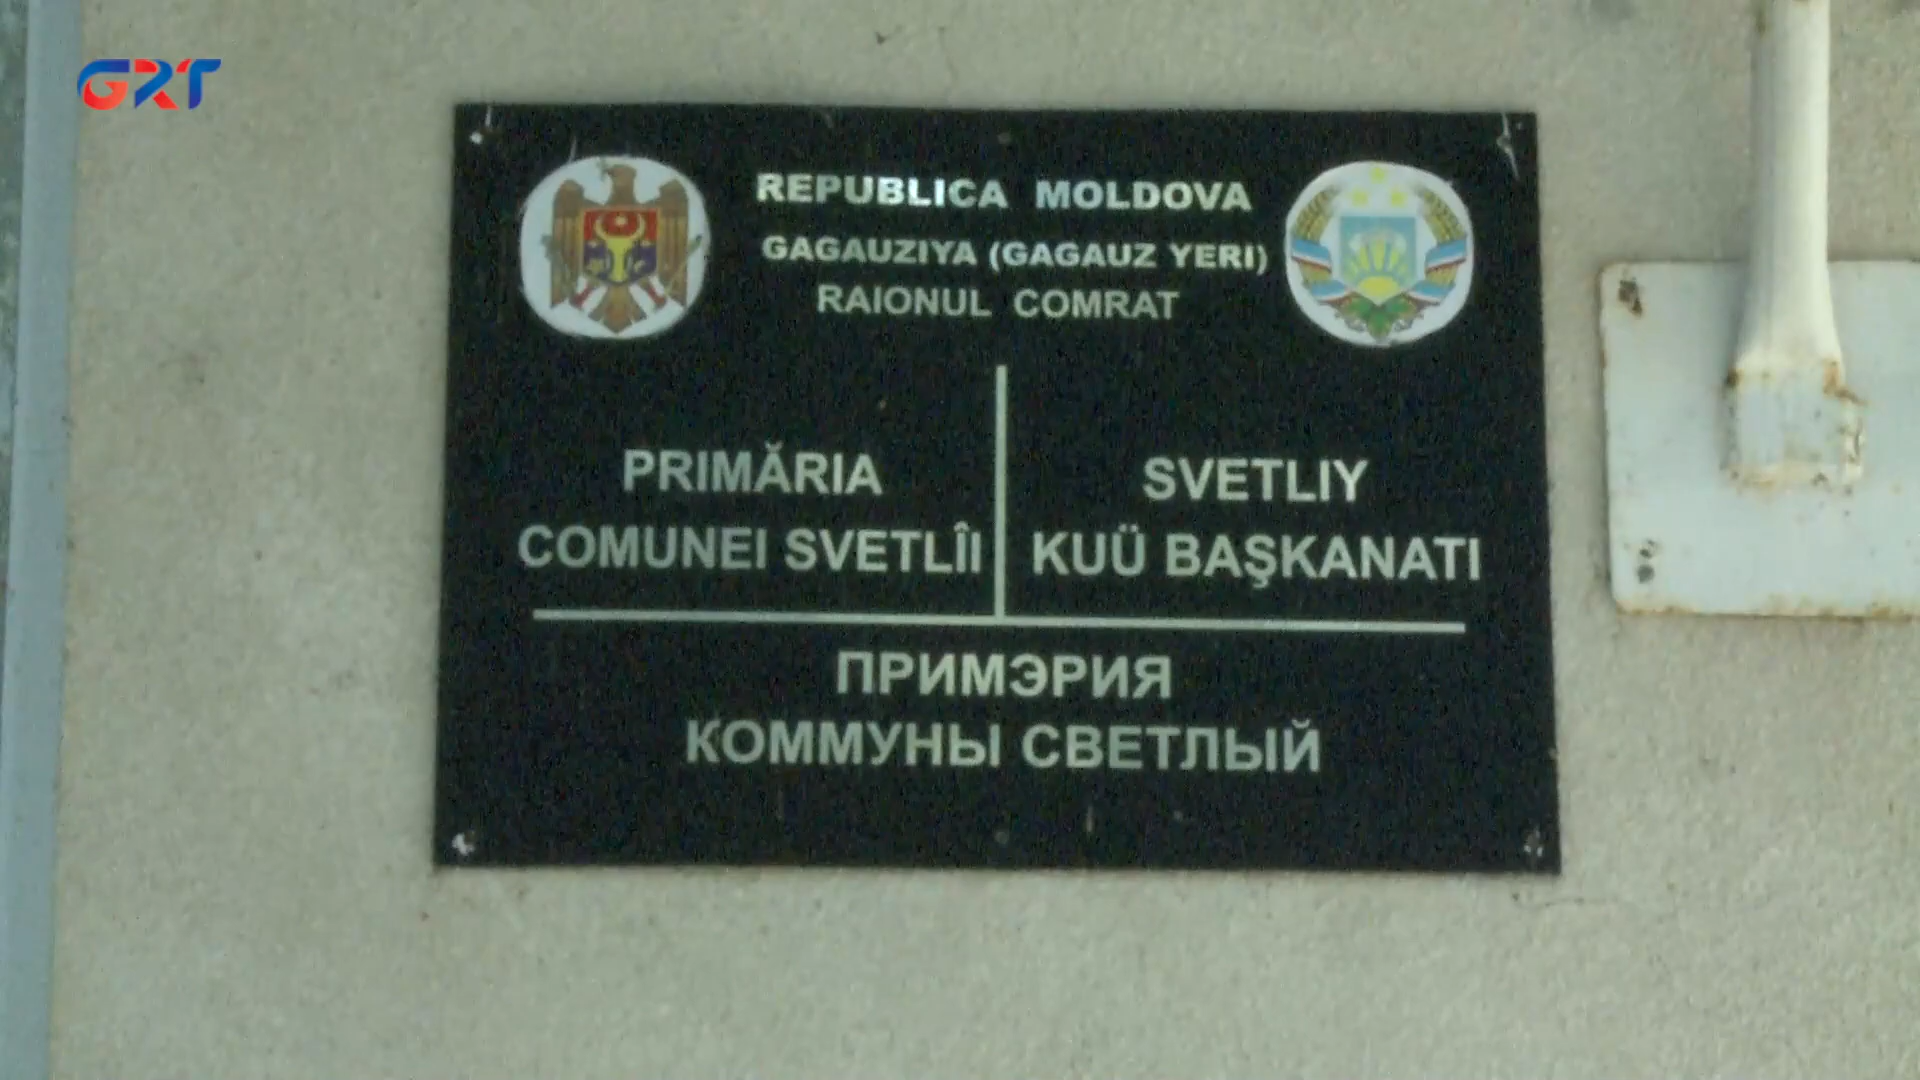 GRT
REPUBLICA MOLDOVA
GAGAUZIYA (GAGAUZ YERI)
RAIONUL COMRAT
PRIMĂRIA
COMUNEI SVETLÎI
SVETLIY
KUÜ BAŞKANATI
ПРИМЭРИЯ
КОММУНЫ СВЕТЛЫЙ